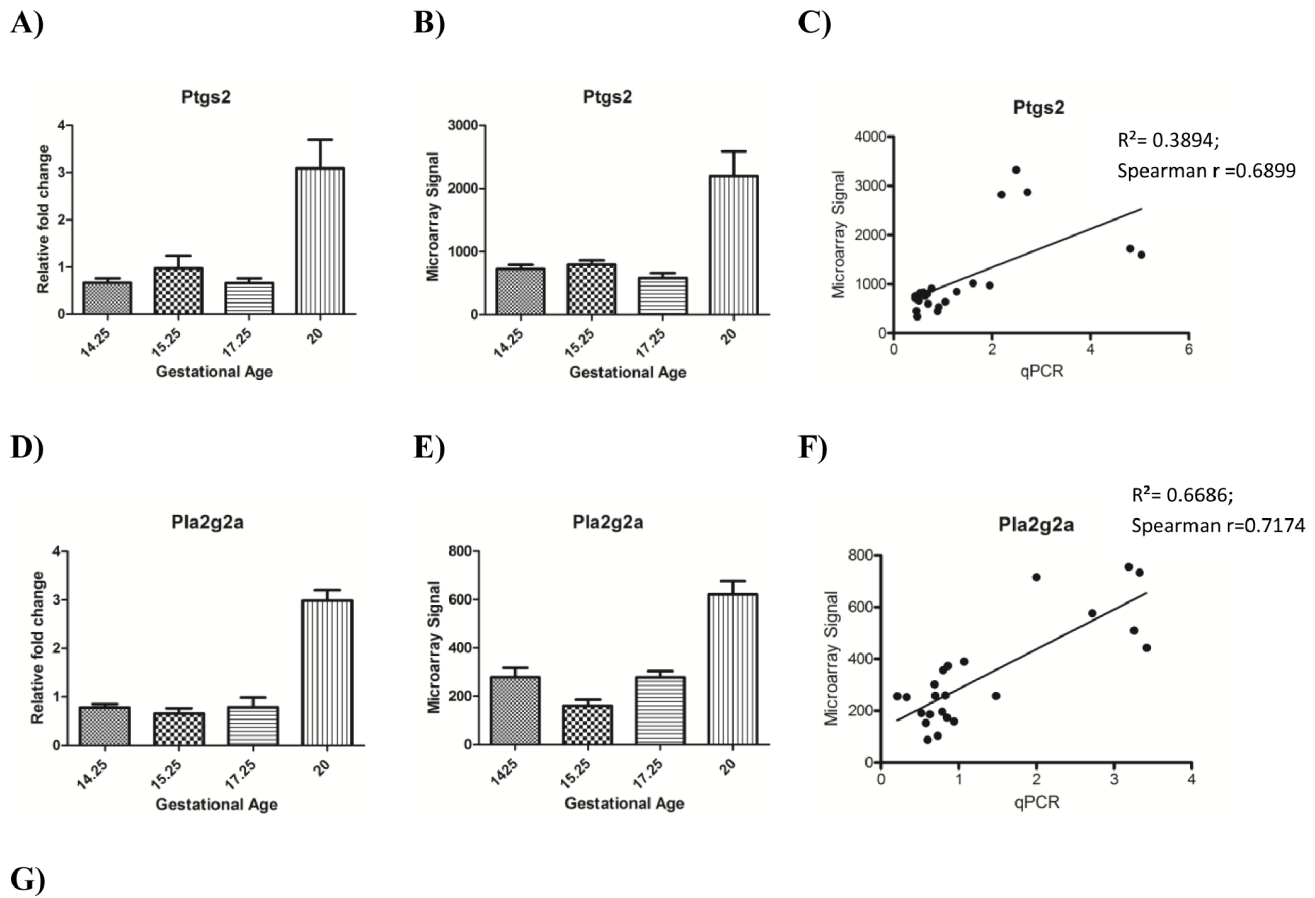 A)
B)
C)
Ptgs2
Relative fold change
4
3
2
1
0
14.25
15.25
17.25
20
Gestational Age
Ptgs2
Microarray Signal
3000
2000
1000
0
14.25
15.25
17.25
20
Gestational Age
Ptgs2
R²= 0.3894;
Spearman r =0.6899
Microarray Signal
4000
3000
2000
1000
0
0
2
4
6
qPCR
D)
E)
F)
Pla2g2a
Relative fold change
4
3
2
1
0
14.25
15.25
17.25
20
Gestational Age
Pla2g2a
Microarray Signal
800
600
400
200
0
1425
15.25
17.25
20
Gestational Age
R²= 0.6686;
Spearman r=0.7174
Pla2g2a
Microarray Signal
800
600
400
200
0
0
1
2
3
4
qPCR
G)